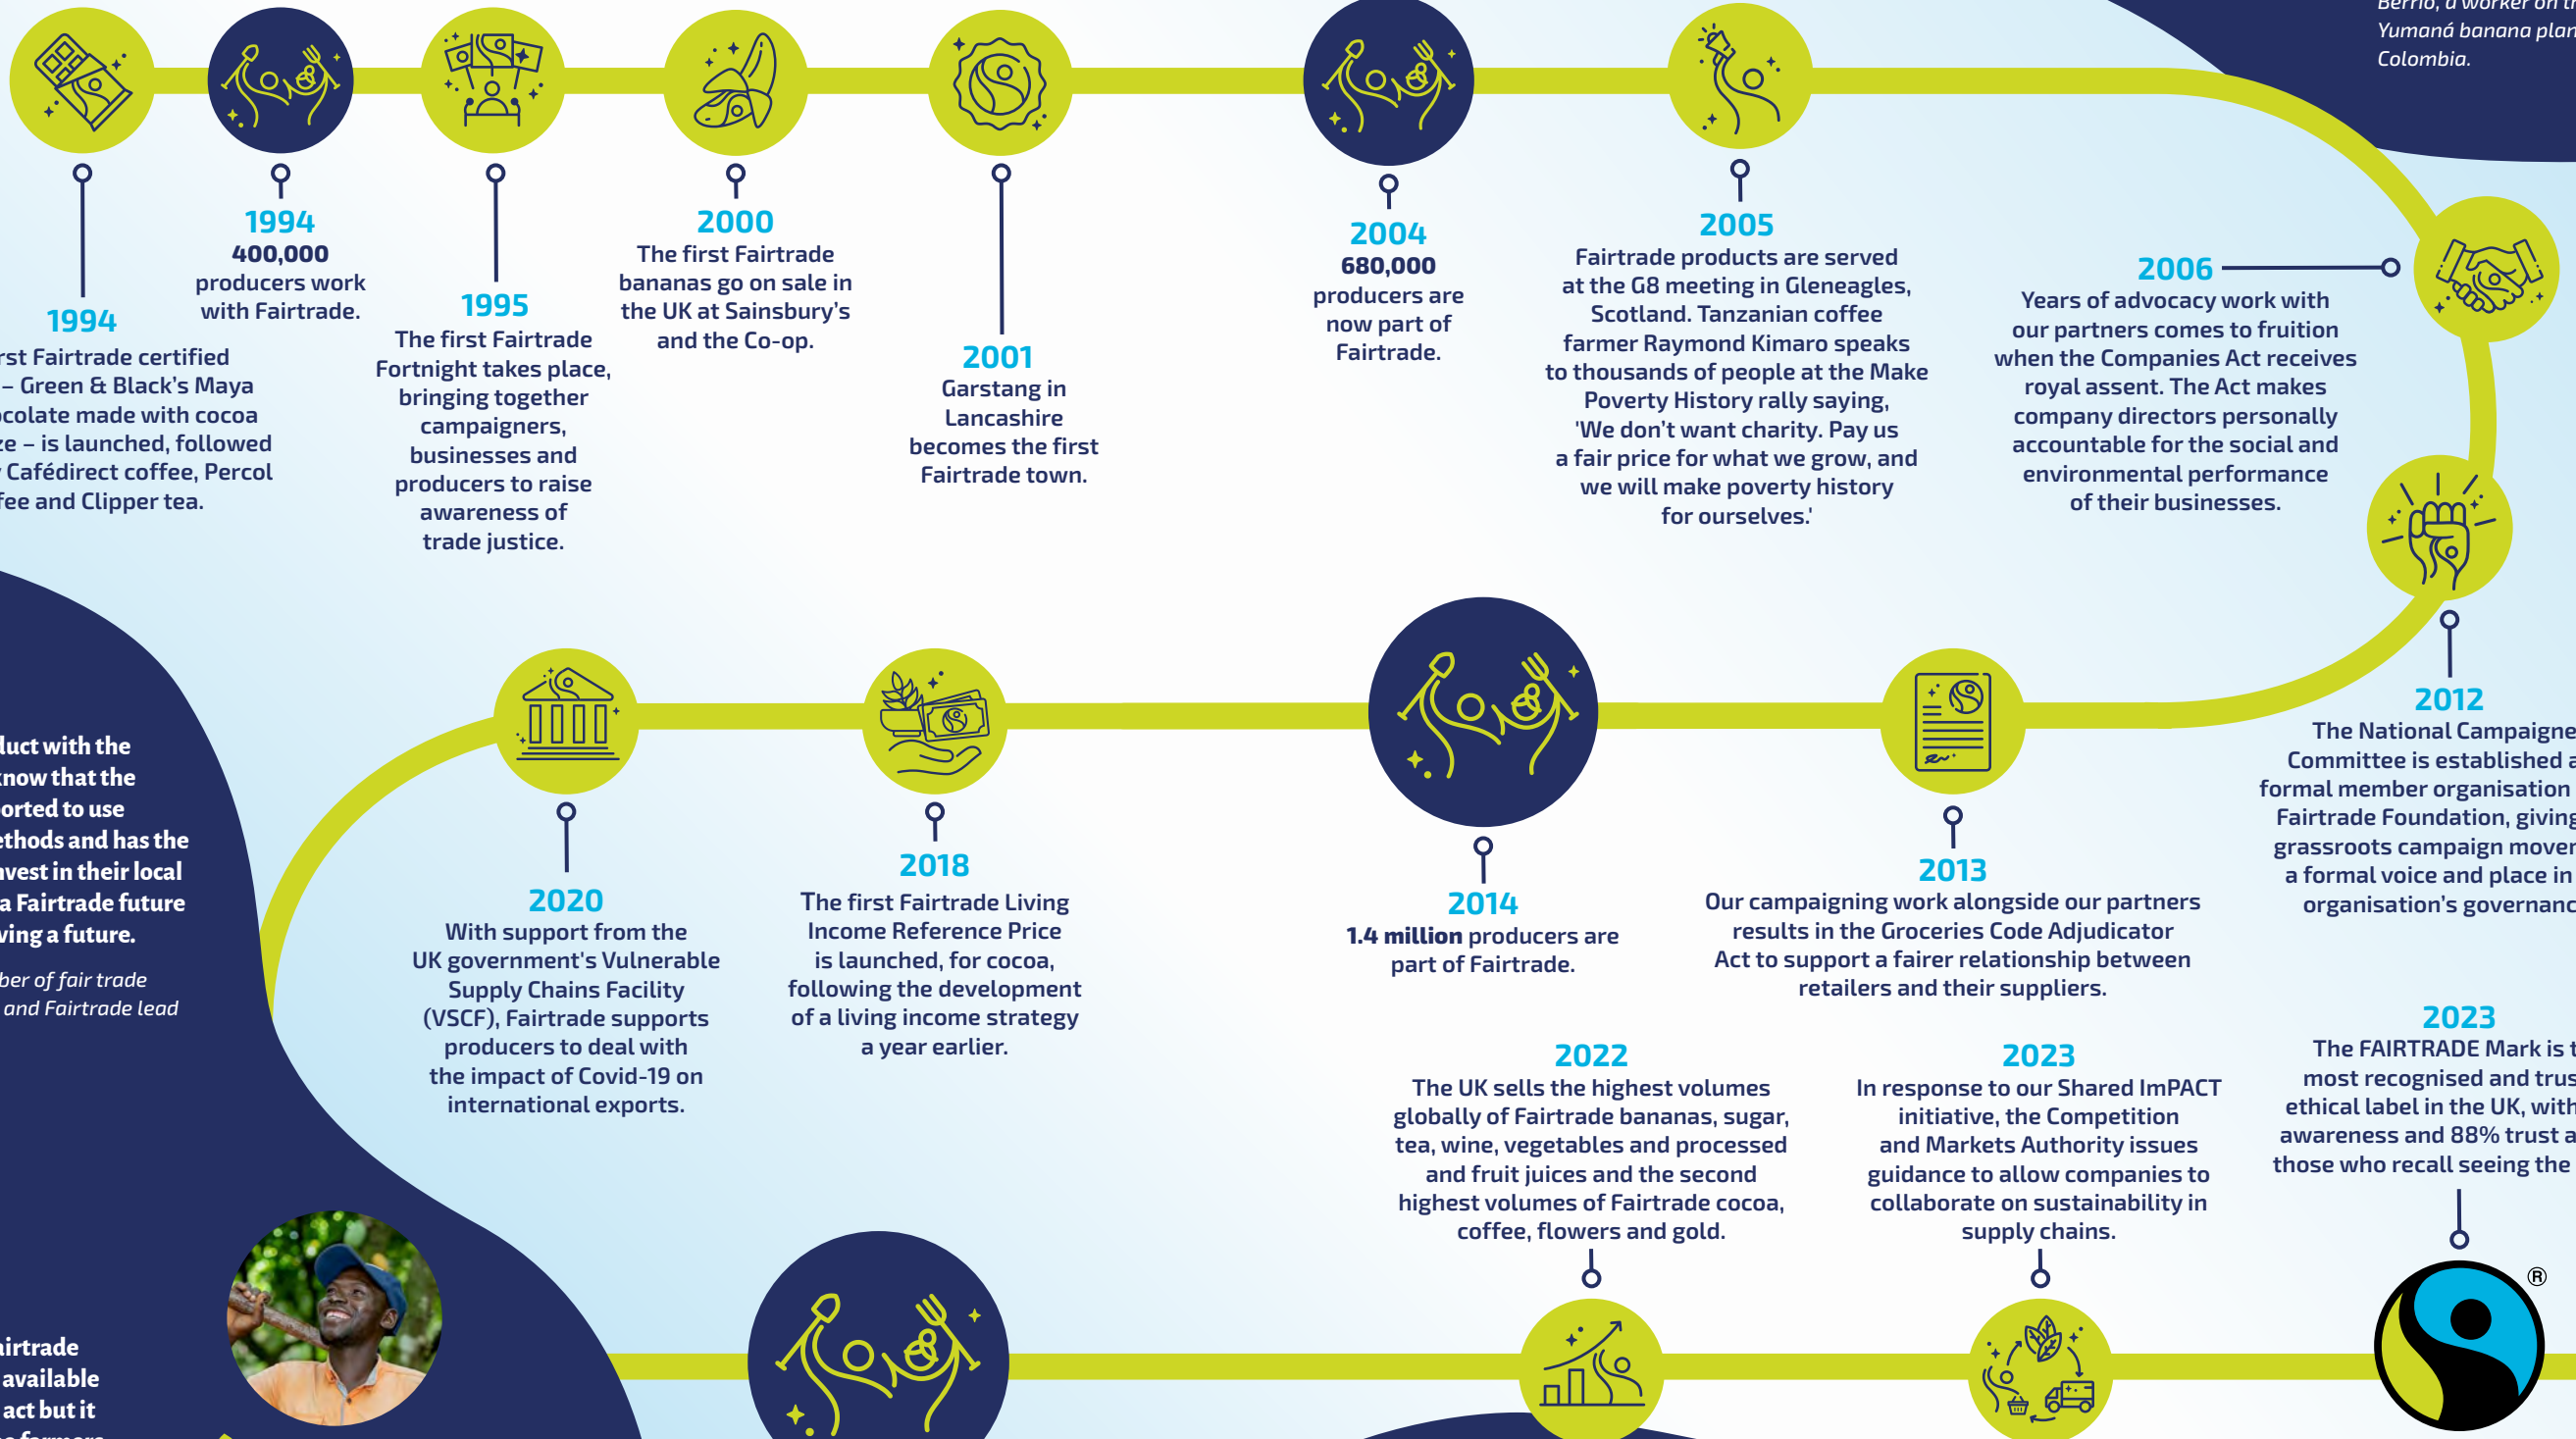 Yumaná banana plan
Colombia.
1994
rst Fairtrade certified
– Green & Black's Maya
ocolate made with cocoa
ze – is launched, followed
Cafédirect coffee, Percol
fee and Clipper tea.
1994
400,000
producers work
with Fairtrade.
1995
The first Fairtrade
Fortnight takes place,
bringing together
campaigners,
businesses and
producers to raise
awareness of
trade justice.
2000
The first Fairtrade
bananas go on sale in
the UK at Sainsbury's
and the Co-op.
2001
Garstang in
Lancashire
becomes the first
Fairtrade town.
2004
680,000
producers are
now part of
Fairtrade.
2005
Fairtrade products are served
at the G8 meeting in Gleneagles,
Scotland. Tanzanian coffee
farmer Raymond Kimaro speaks
to thousands of people at the Make
Poverty History rally saying,
'We don't want charity. Pay us
a fair price for what we grow, and
we will make poverty history
for ourselves.'
2006
Years of advocacy work with
our partners comes to fruition
when the Companies Act receives
royal assent. The Act makes
company directors personally
accountable for the social and
environmental performance
of their businesses.
2012
The National Campaigne
Committee is established a
formal member organisation
Fairtrade Foundation, giving
grassroots campaign mover
a formal voice and place in
organisation's governanc
2013
Our campaigning work alongside our partners
results in the Groceries Code Adjudicator
Act to support a fairer relationship between
retailers and their suppliers.
2014
1.4 million producers are
part of Fairtrade.
2018
The first Fairtrade Living
Income Reference Price
is launched, for cocoa,
following the development
of a living income strategy
a year earlier.
2020
With support from the
UK government's Vulnerable
Supply Chains Facility
(VSCF), Fairtrade supports
producers to deal with
the impact of Covid-19 on
international exports.
duct with the
know that the
orted to use
ethods and has the
nvest in their local
a Fairtrade future
ving a future.
ber of fair trade
and Fairtrade lead
2022
The UK sells the highest volumes
globally of Fairtrade bananas, sugar,
tea, wine, vegetables and processed
and fruit juices and the second
highest volumes of Fairtrade cocoa,
coffee, flowers and gold.
2023
In response to our Shared ImPACT
initiative, the Competition
and Markets Authority issues
guidance to allow companies to
collaborate on sustainability in
supply chains.
2023
The FAIRTRADE Mark is t
most recognised and trus
ethical label in the UK, with
awareness and 88% trust a
those who recall seeing the
®
airtrade
available
act but it